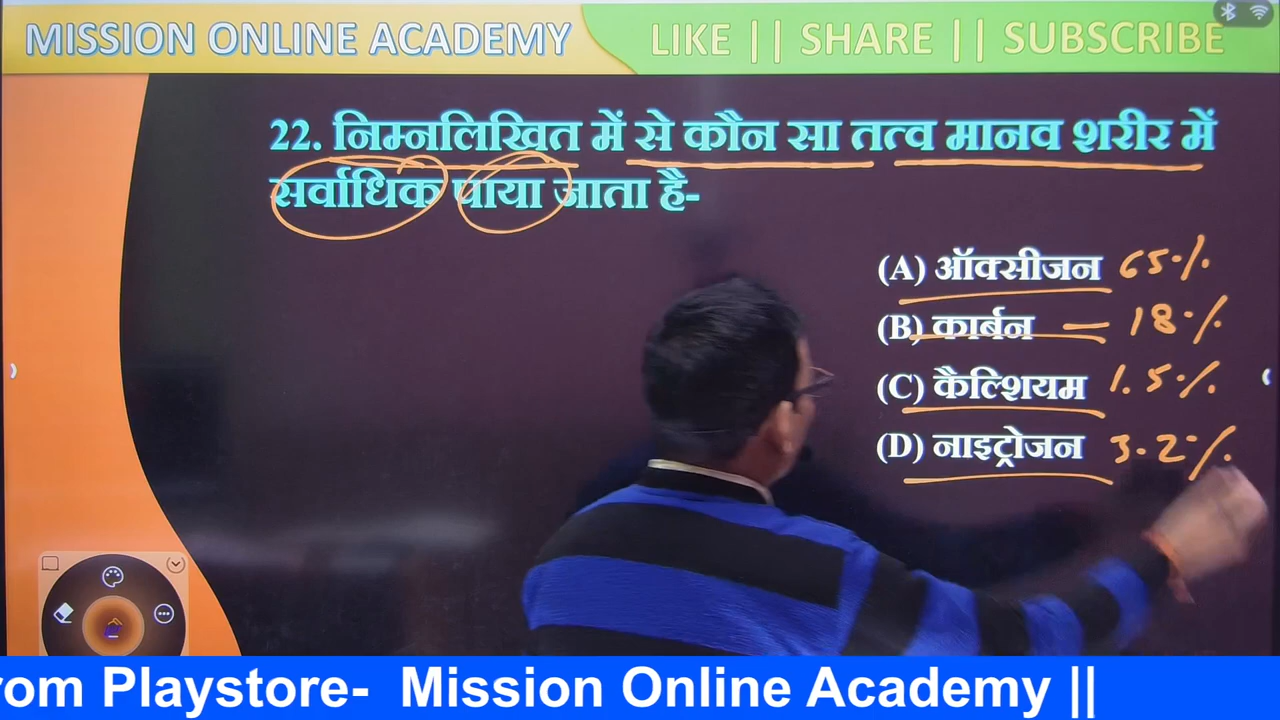 MISSION ONLINE ACADEMY
LIKE || SHARE || SUBSCRIBE
22. निम्नलिखित में से कौन सा तत्व मानव शरीर में
सर्वाधिक पाया जाता है-
(A) ऑक्सीजन 65%
(B) कार्बन — 18%
(C) कैल्शियम 1.5%
(D) नाइट्रोजन 3.2%
rom Playstore- Mission Online Academy ||